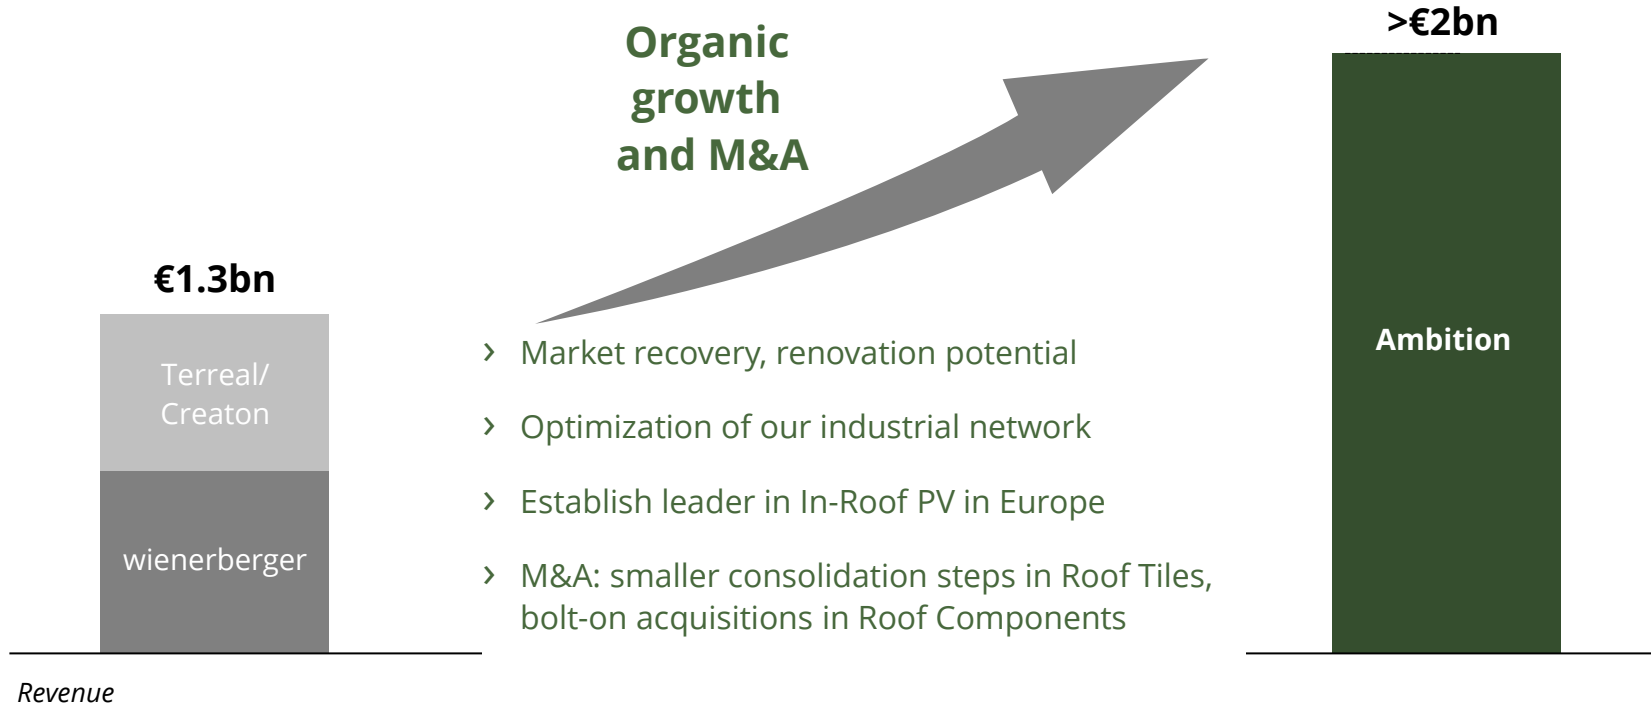 Organic
growth
and M&A
>€2bn
€1.3bn
Terreal/
Creaton
wienerberger
› Market recovery, renovation potential
› Optimization of our industrial network
› Establish leader in In-Roof PV in Europe
› M&A: smaller consolidation steps in Roof Tiles,
bolt-on acquisitions in Roof Components
Ambition
Revenue